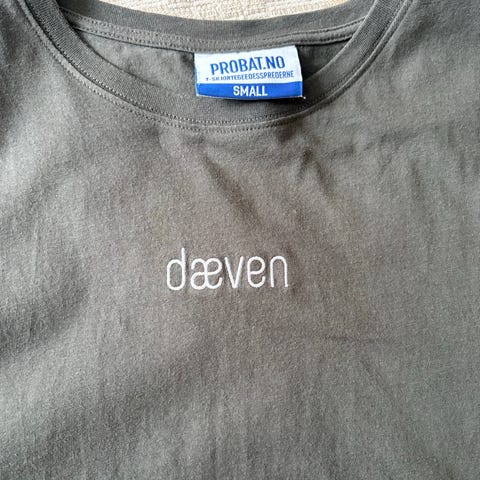 PROBAT.NO
T-SKJORTEGLEDESSPREDERNE
SMALL
dæven